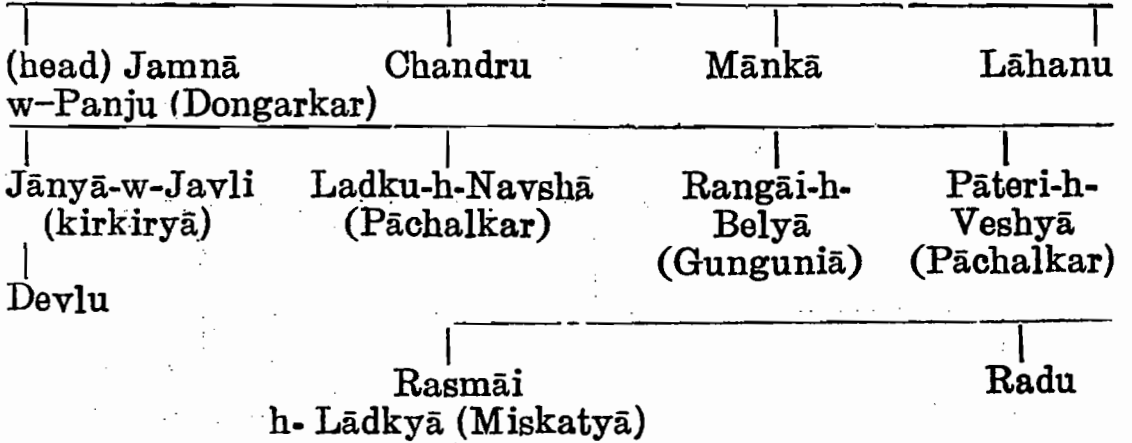 (head) Jamnā Chandru Mānkā Lāhanu
w-Panju (Dongarkar)
Jānyā-w-Javli Ladku-h-Navshā Rangāi-h- Pāteri-h-
(kirkiryā) (Pāchalkar) Belyā Veshyā
(Gunguniā) (Pāchalkar)
Devlu
Rasmāi Radu
h- Lādkyā (Miskatyā)